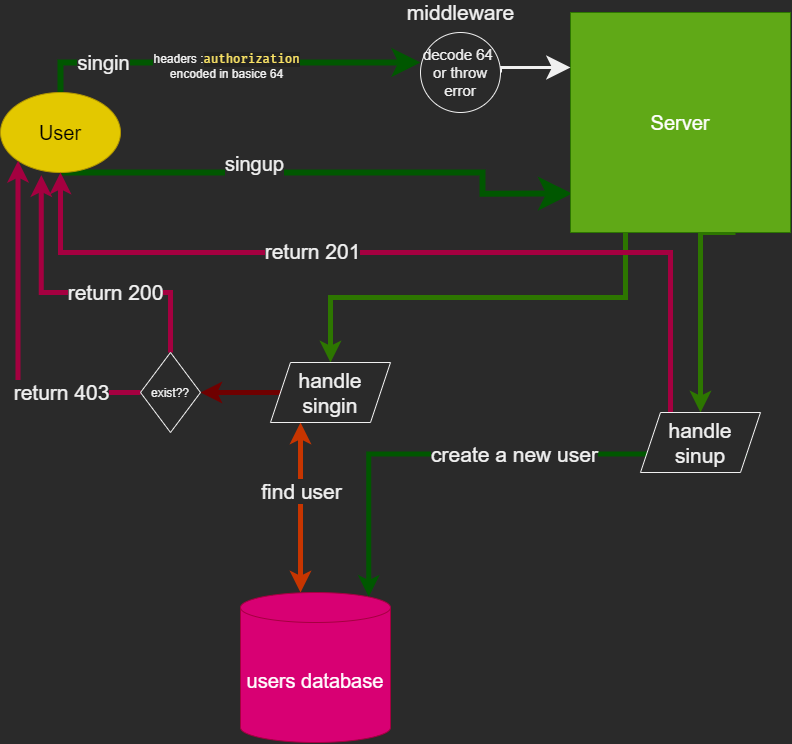 middleware
singin
headers :authorization
encoded in basice 64
decode 64
or throw
error
Server
User
singup
return 201
return 200
return 403
exist??
handle
singin
handle
sinup
create a new user
find user
users database